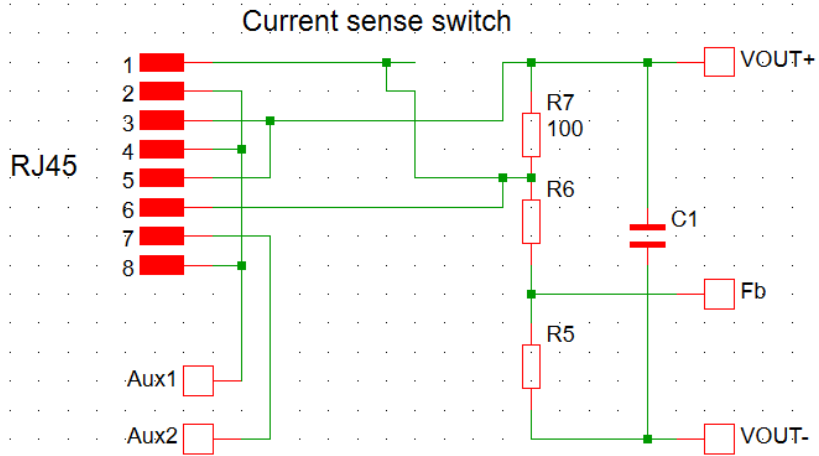 Current sense switch
1
VOUT+
2
R7
3
100
4
RJ45
5
R6
6
C1
7
8
Fb
R5
Aux1
Aux2
VOUT-